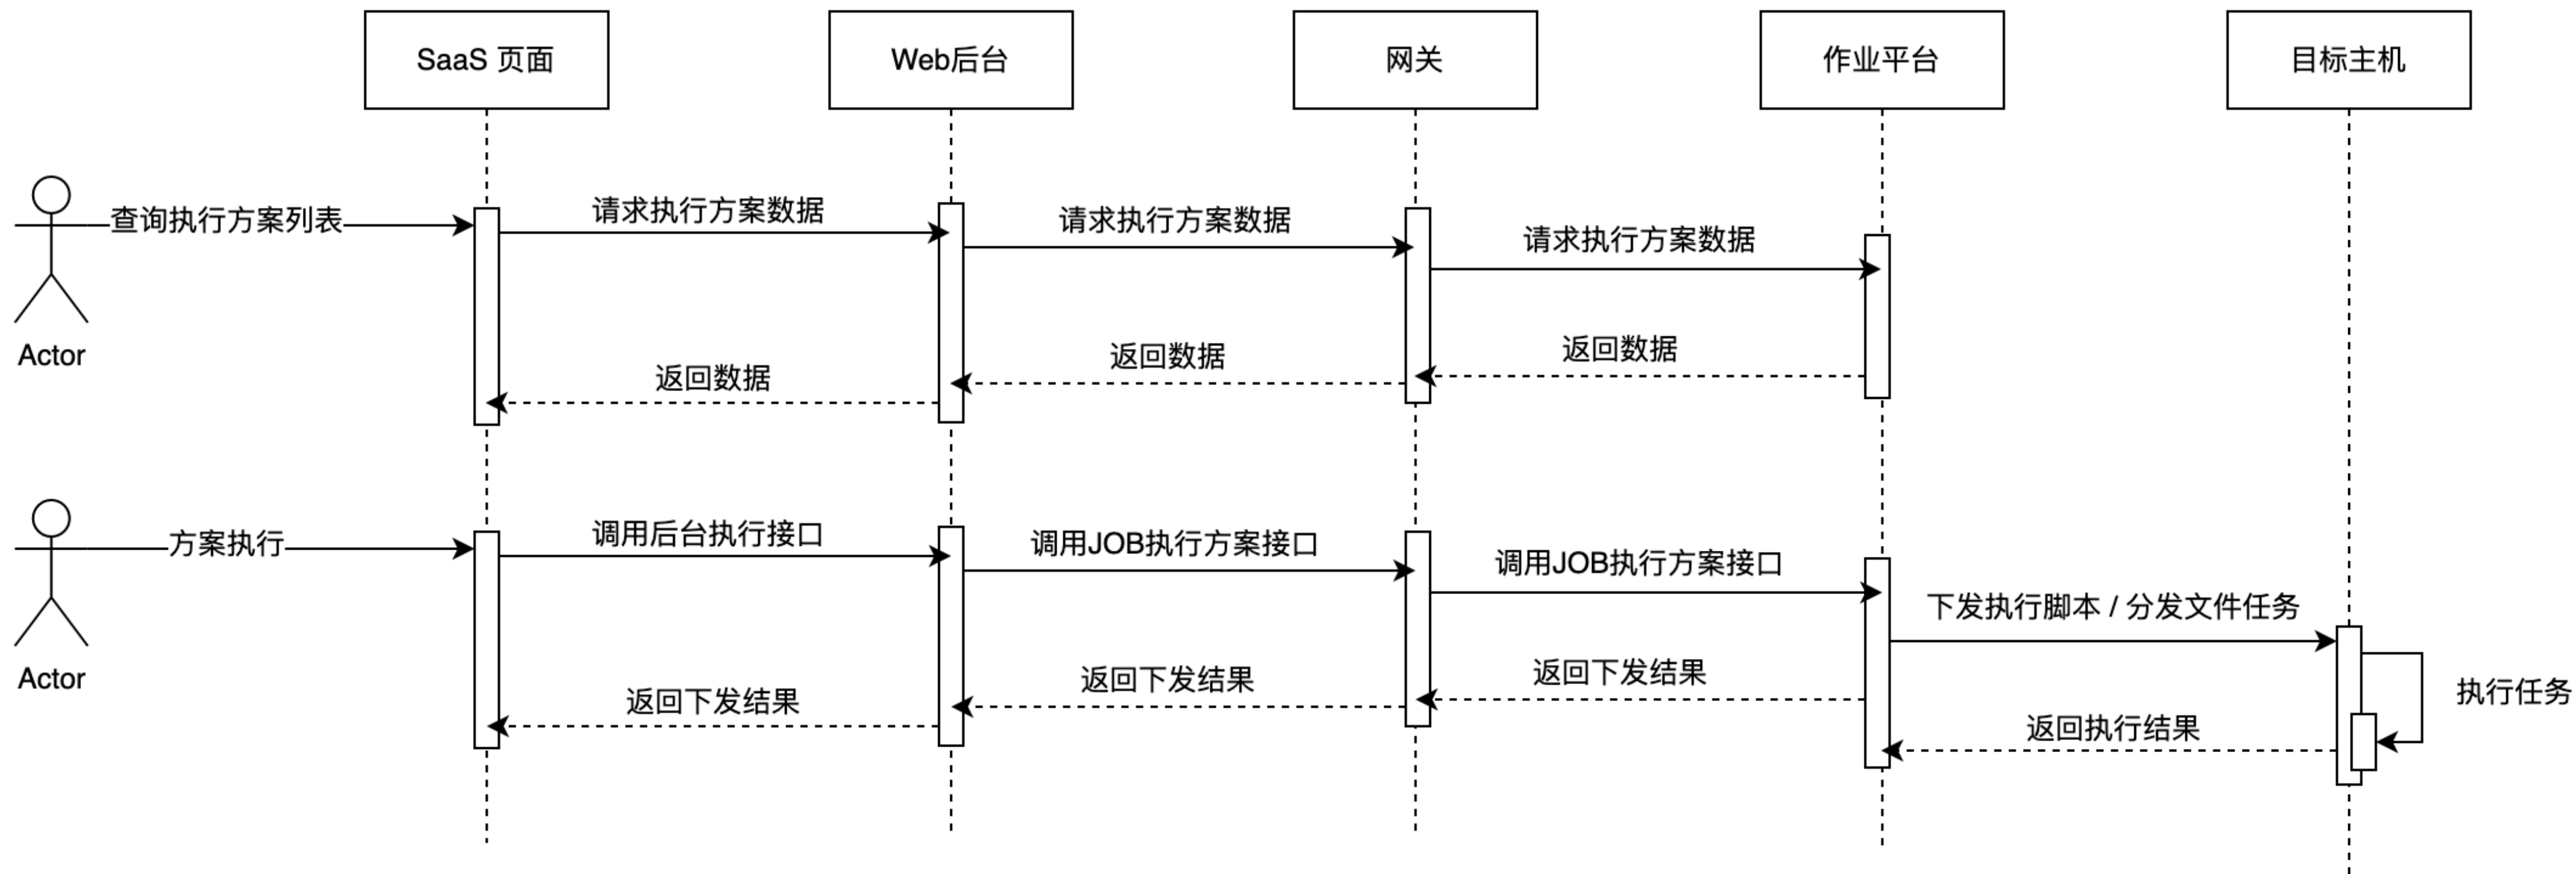 SaaS 页面
Web后台
网关
作业平台
目标主机
查询执行方案列表
请求执行方案数据
请求执行方案数据
请求执行方案数据
Actor
返回数据
返回数据
返回数据
方案执行
调用后台执行接口
调用JOB执行方案接口
调用JOB执行方案接口
下发执行脚本 / 分发文件任务
Actor
返回下发结果
返回下发结果
返回下发结果
执行任务
返回执行结果